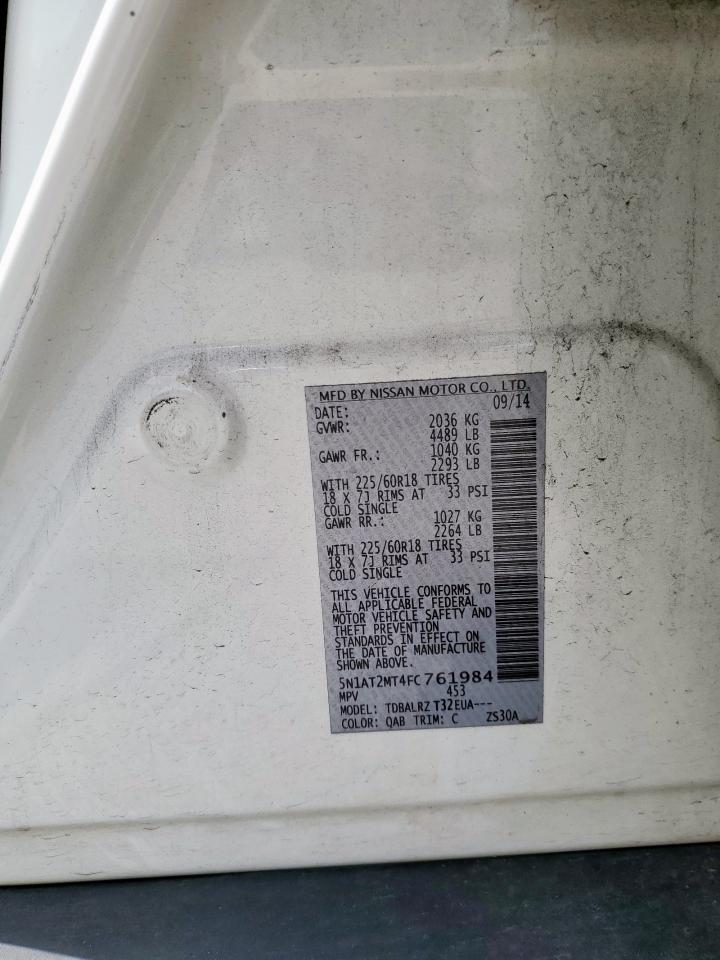 MFD BY NISSAN MOTOR CO., LTD.
DATE: 09/14
GVWR: 2036 KG
4489 LB
GAWR FR.: 1040 KG
2293 LB
WITH 225/60R18 TIRES
18 X 7J RIMS AT 33 PSI
COLD SINGLE
GAWR RR.: 1027 KG
2264 LB
WITH 225/60R18 TIRES
18 X 7J RIMS AT 33 PSI
COLD SINGLE
THIS VEHICLE CONFORMS TO
ALL APPLICABLE FEDERAL
MOTOR VEHICLE SAFETY AND
THEFT PREVENTION
STANDARDS IN EFFECT ON
THE DATE OF MANUFACTURE
SHOWN ABOVE.
5N1AT2MT4FC761984
MPV 453
MODEL: TDBALRZ T32EUA---
COLOR: QAB TRIM: C ZS30A